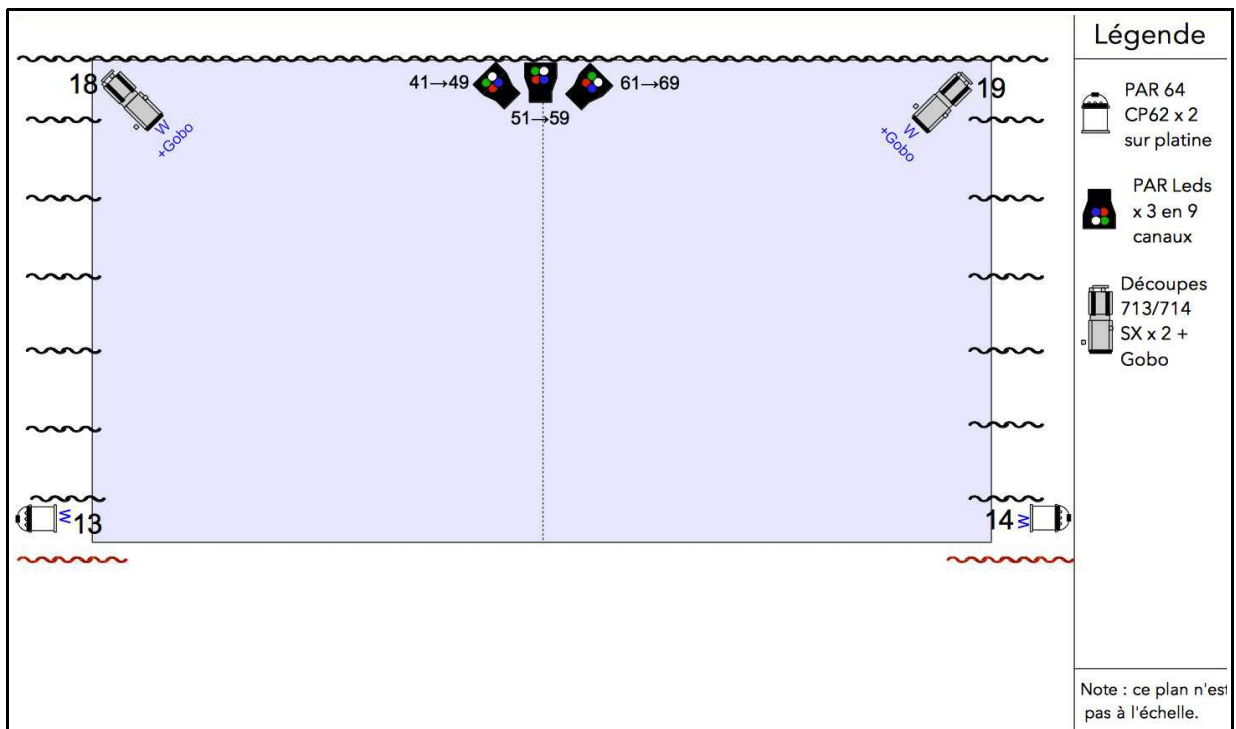 Légende
18
41→49
61→69
19
51→59
W
+Gobo
W
+Gobo
PAR 64
CP62 x 2
sur platine
PAR Leds
x 3 en 9
canaux
Découpes
713/714
SX x 2 +
Gobo
W
13
14
W
Note : ce plan n'est
pas à l'échelle.